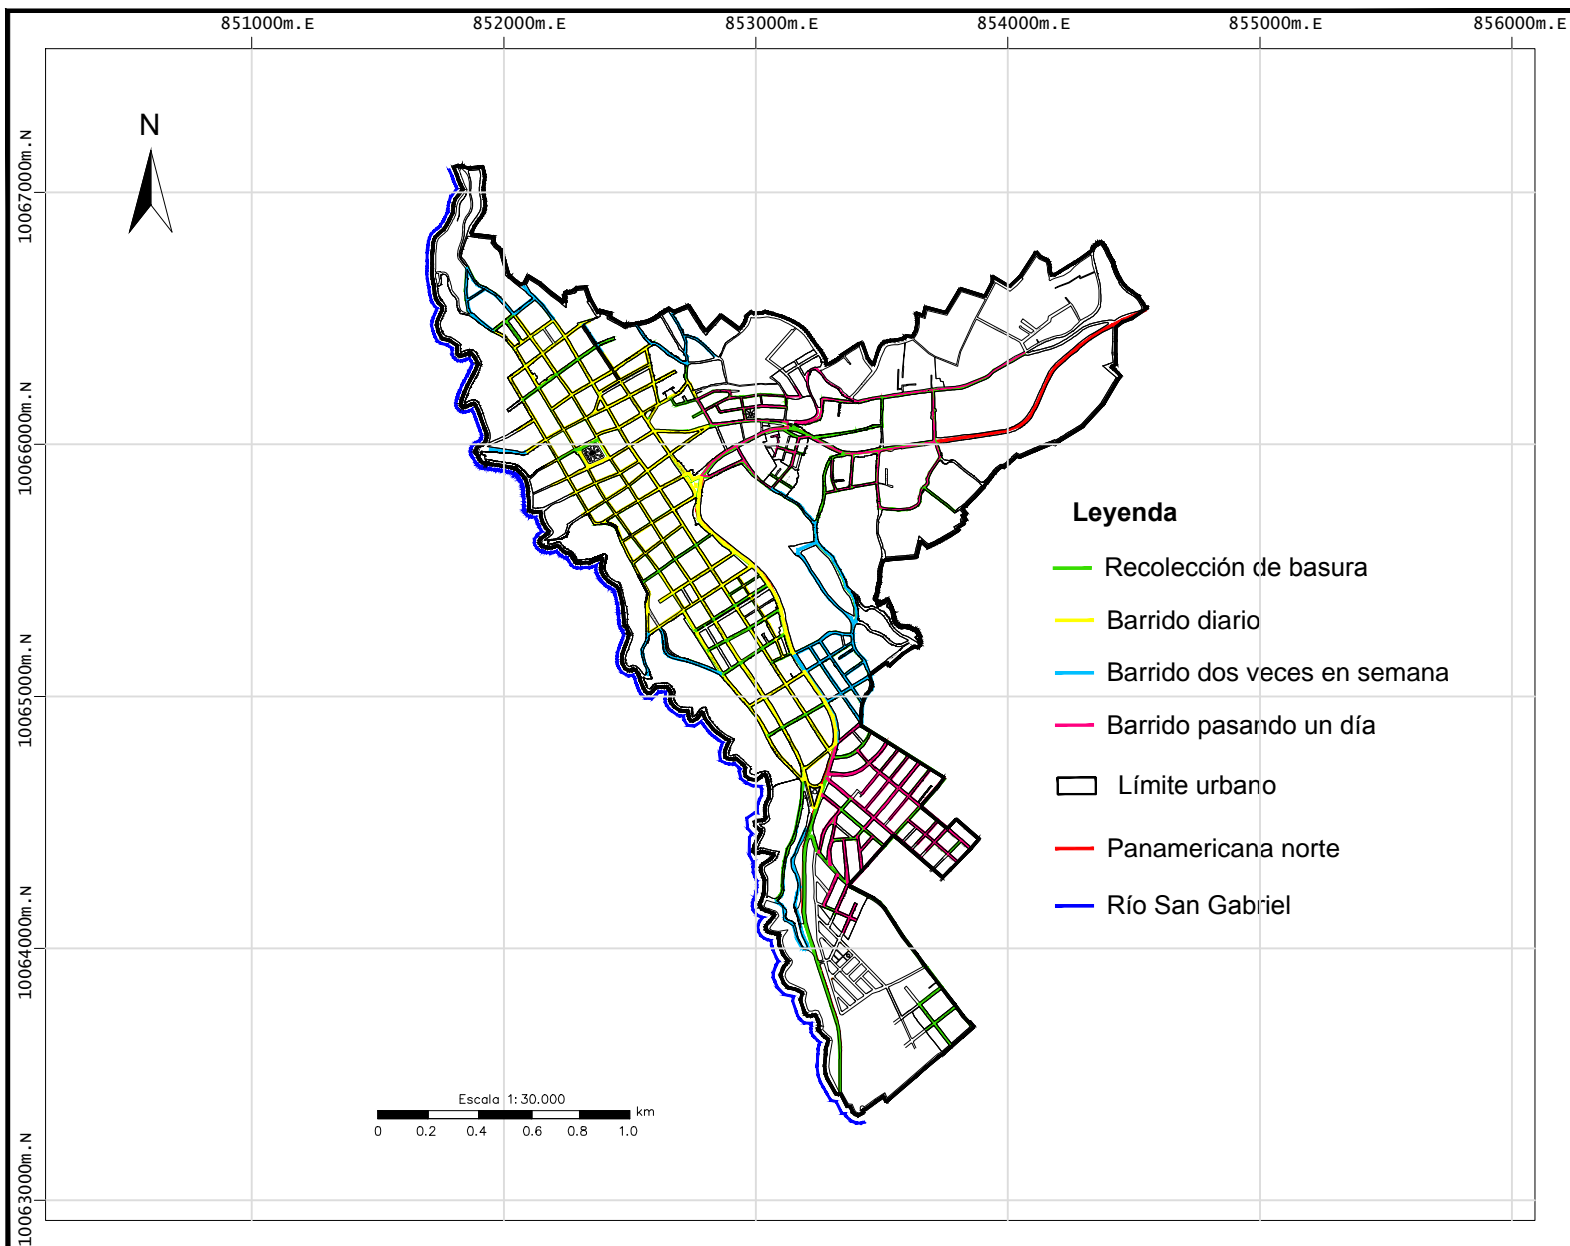 851000m.E 852000m.E 853000m.E 854000m.E 855000m.E 856000m.E
N
10067000m.N
10066000m.N
10065000m.N
10064000m.N
10063000m.N
Leyenda
Recolección de basura
Barrido diario
Barrido dos veces en semana
Barrido pasando un día
Límite urbano
Panamericana norte
Río San Gabriel
Escala 1:30.000
km
0 0.2 0.4 0.6 0.8 1.0